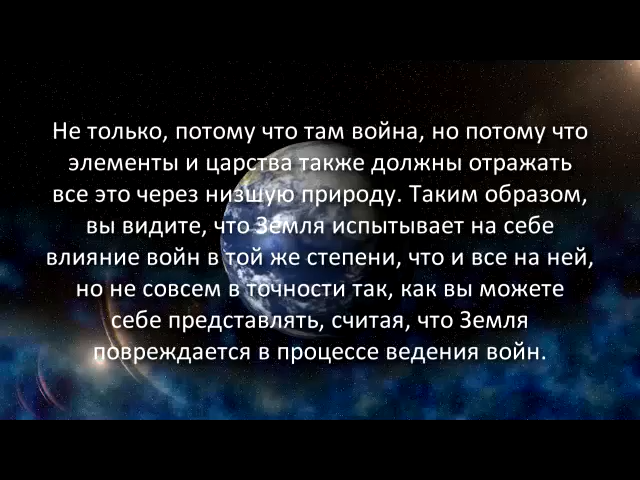 Не только, потому что там война, но потому что
элементы и царства также должны отражать
все это через низшую природу. Таким образом,
вы видите, что Земля испытывает на себе
влияние войн в той же степени, что и все на ней,
но не совсем в точности так, как вы можете
себе представлять, считая, что Земля
повреждается в процессе ведения войн.